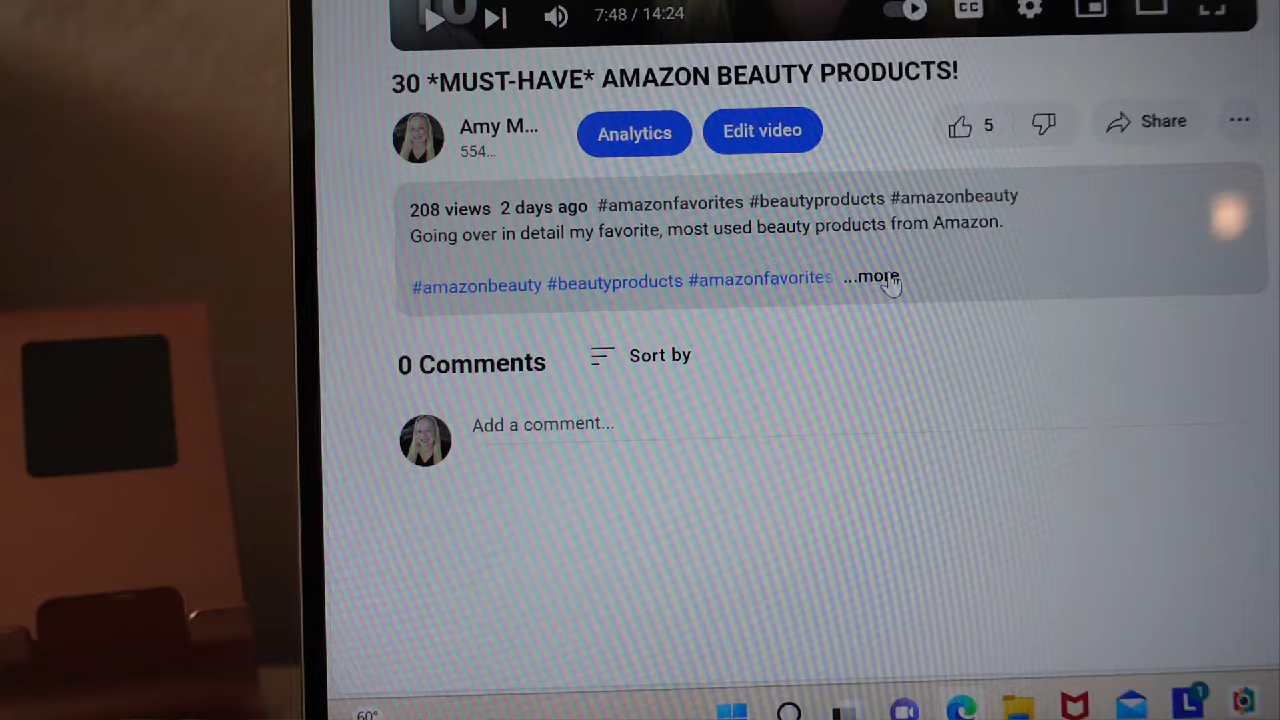 7:48 / 14:24
CC
30 *MUST-HAVE* AMAZON BEAUTY PRODUCTS!
Amy M...
554...
Analytics
Edit video
5
Share
208 views 2 days ago #amazonfavorites #beautyproducts #amazonbeauty
Going over in detail my favorite, most used beauty products from Amazon.
#amazonbeauty #beautyproducts #amazonfavorites ...more
0 Comments
Sort by
Add a comment...
60°
L
1